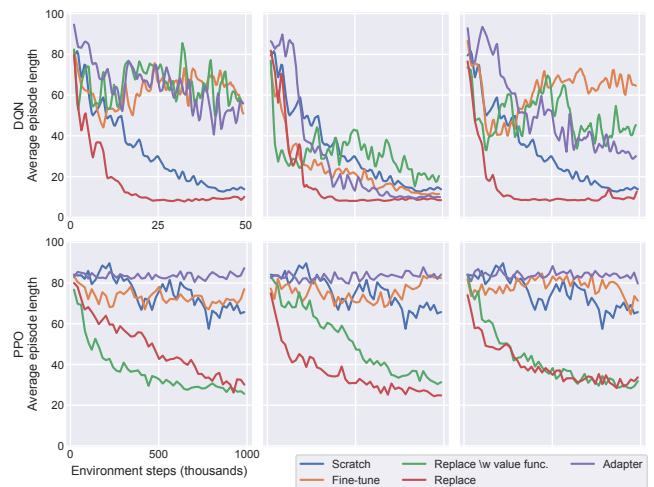 100
80
60
40
20
0
DQN
Average episode length
0 25 50
100
80
60
40
20
0
PPO
Average episode length
0 500 1000
Environment steps (thousands)
Scratch Replace \w value func. Adapter
Fine-tune Replace